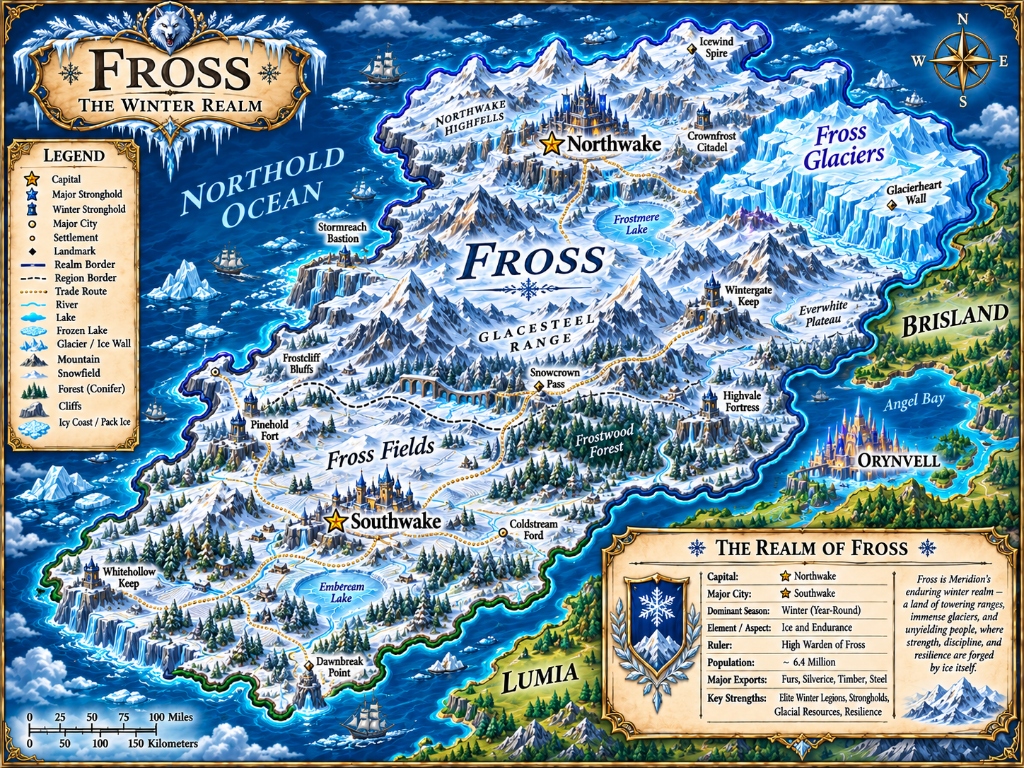 FROSS
THE WINTER REALM
N
W
E
S
LEGEND
Capital
Major Stronghold
Winter Stronghold
Major City
Settlement
Landmark
Realm Border
Region Border
Trade Route
River
Lake
Frozen Lake
Glacier / Ice Wall
Mountain
Snowfield
Forest (Conifer)
Cliffs
Icy Coast / Pack Ice
NORTHOLD
OCEAN
Icewind
Spire
NORTHWAKE
HIGHFELLS
Northwake
Crownfrost
Citadel
Fross
Glaciers
Glacierheart
Wall
Frostmere
Lake
Stormreach
Bastion
FROSS
Wintergate
Keep
Everwhite
Plateau
BRISLAND
GLACESTEEL
RANGE
Frostcliff
Bluffs
Snowcrown
Pass
Highvale
Fortress
Angel Bay
Pinehold
Fort
Fross Fields
Frostwood
Forest
ORYNVELL
Southwake
Coldstream
Ford
Whitehollow
Keep
Embercam
Lake
Dawnbreak
Point
LUMIA
0 25 50 75 100 Miles
0 50 100 150 Kilometers
THE REALM OF FROSS
Capital: Northwake
Major City: Southwake
Dominant Season: Winter (Year-Round)
Element / Aspect: Ice and Endurance
Ruler: High Warden of Fross
Population: ~ 6.4 Million
Major Exports: Furs, Silverice, Timber, Steel
Key Strengths: Elite Winter Legions, Strongholds,
Glacial Resources, Resilience
Fross is Meridion's
enduring winter realm —
a land of towering ranges,
immense glaciers, and
unyielding people, where
strength, discipline, and
resilience are forged
by ice itself.